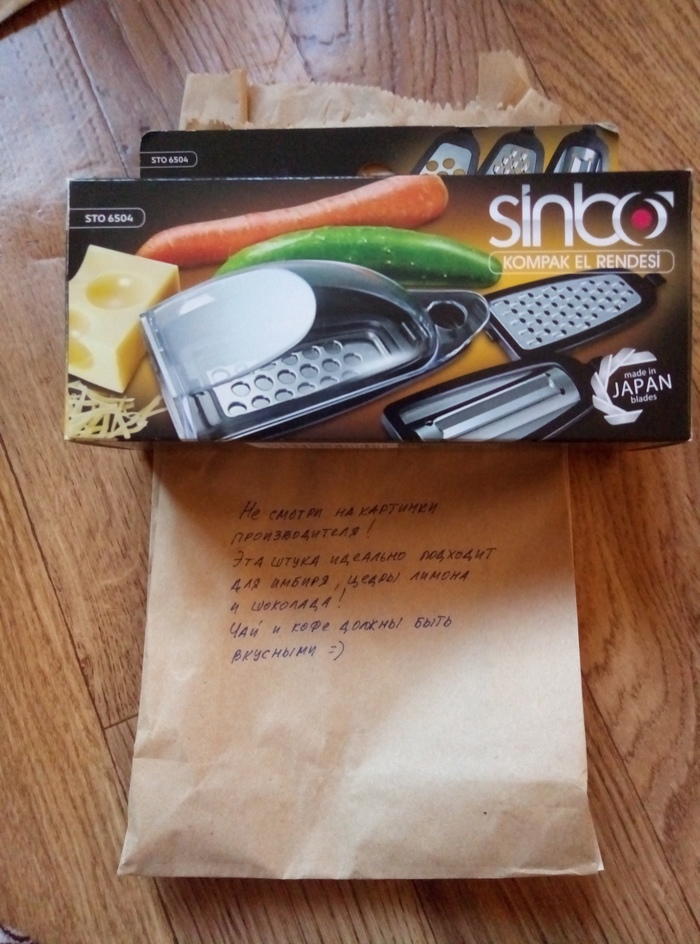 STO 6504
STO 6504
sinbo
KOMPAK EL RENDESİ
made in
JAPAN
blades
Не смотри на картинки
производителя!
Эта штука идеально подходит
для имбиря, цедры лимона
и шоколада!
Чай и кофе должны быть
вкусными =)